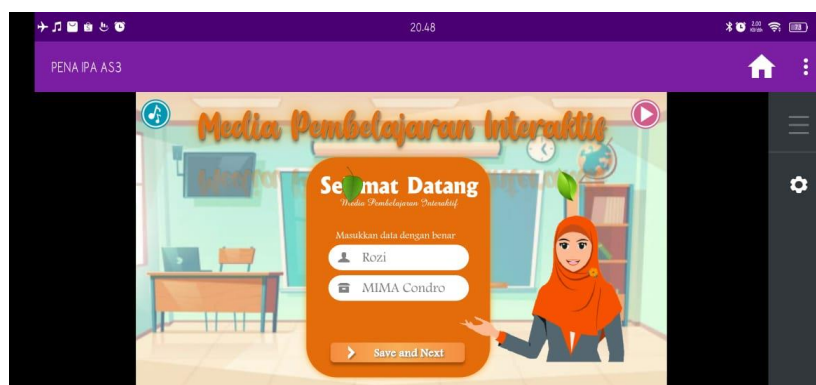 20.48
PENA IPA AS3
Media Pembelajaran Interaktif
Selamat Datang
Media Pembelajaran Interaktif
Masukkan data dengan benar
Rozi
MIMA Condro
Save and Next